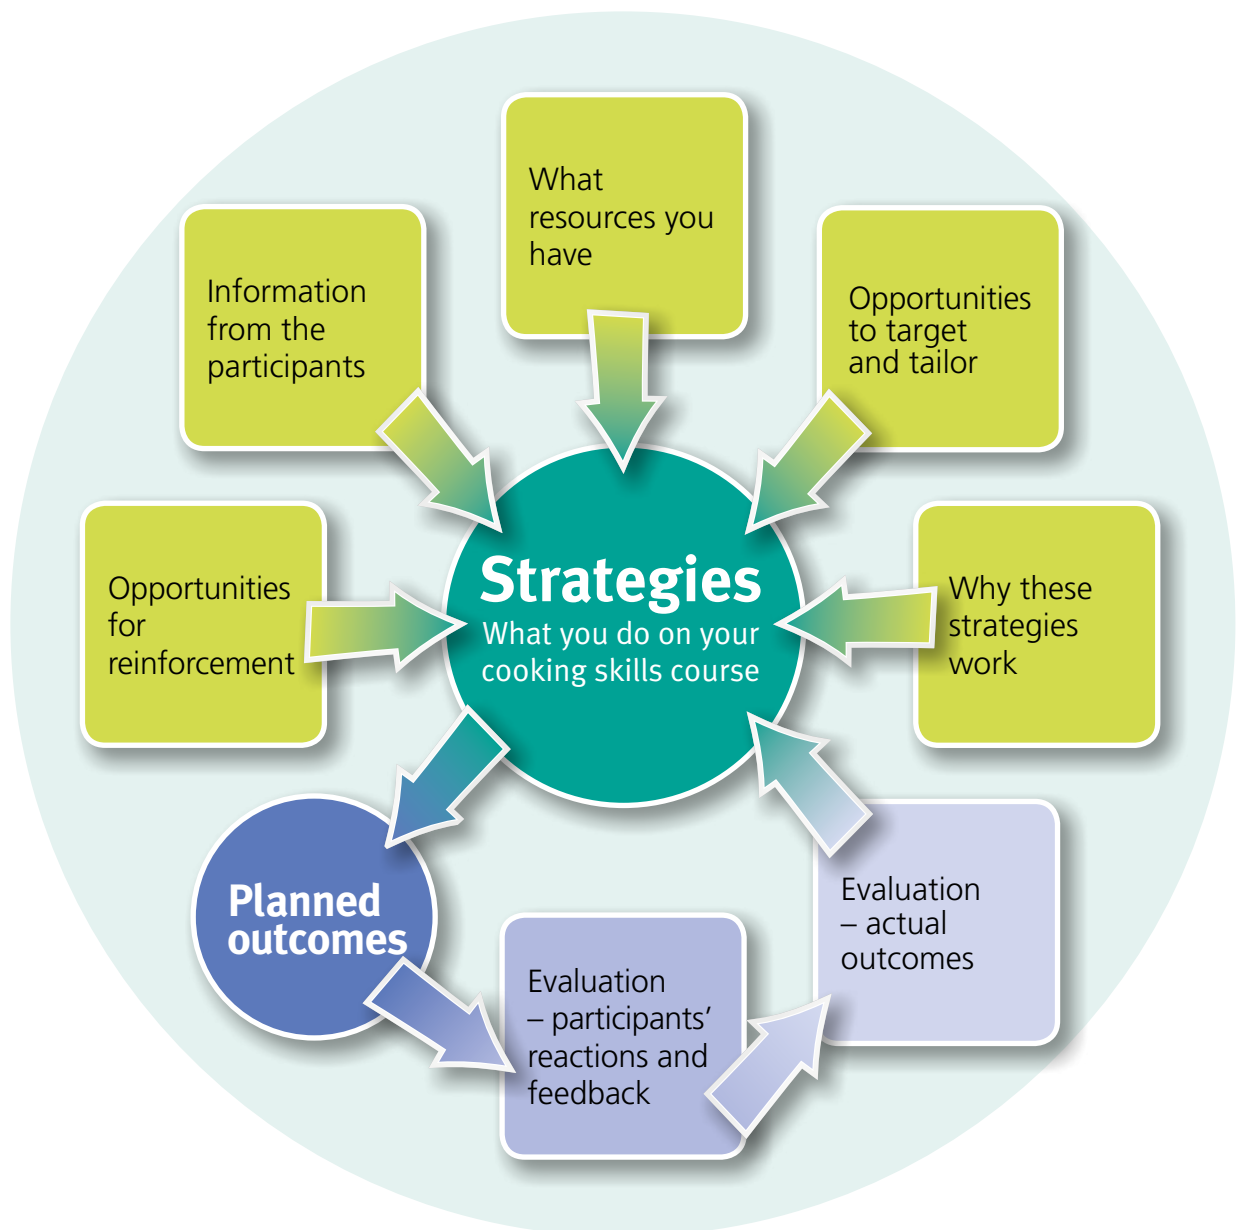 What
resources you
have
Information
from the
participants
Opportunities
to target
and tailor
Opportunities
for
reinforcement
Strategies
What you do on your
cooking skills course
Why these
strategies
work
Planned
outcomes
Evaluation
– participants’
reactions and
feedback
Evaluation
– actual
outcomes